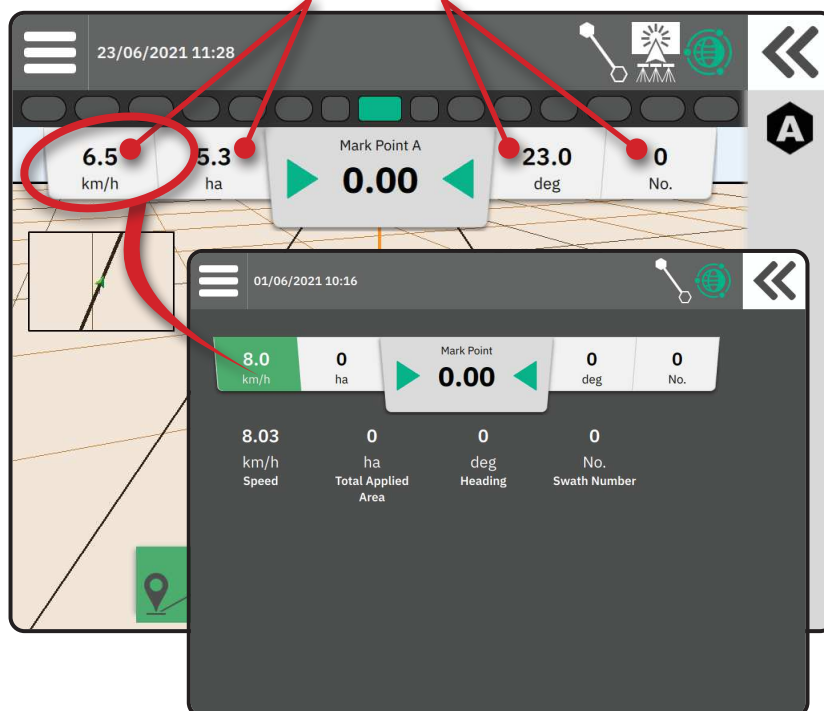 23/06/2021 11:28
6.5
km/h
5.3
ha
Mark Point A
0.00
23.0
deg
0
No.
A
01/06/2021 10:16
8.0
km/h
0
ha
Mark Point
0.00
0
deg
0
No.
8.03
km/h
Speed
0
ha
Total Applied
Area
0
deg
Heading
0
No.
Swath Number